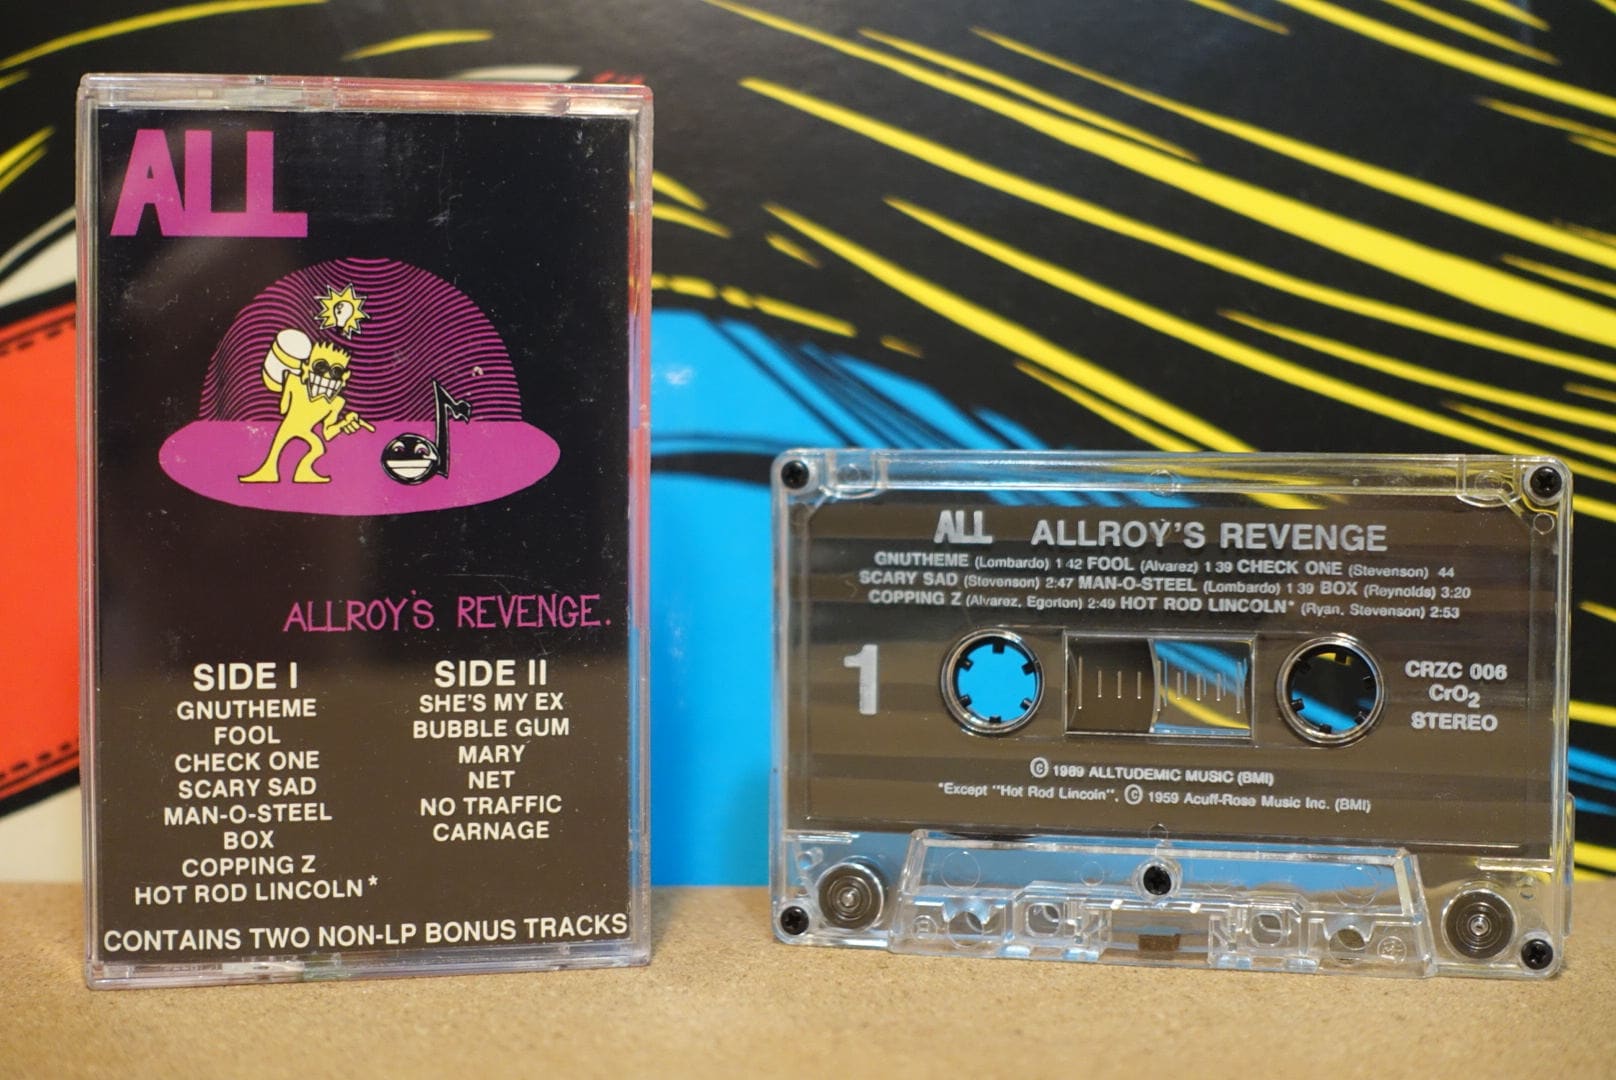 ALL
ALLROY'S REVENGE.
SIDE I
GNUTHEME
FOOL
CHECK ONE
SCARY SAD
MAN-O-STEEL
BOX
COPPING Z
HOT ROD LINCOLN*
SIDE II
SHE'S MY EX
BUBBLE GUM
MARY
NET
NO TRAFFIC
CARNAGE
CONTAINS TWO NON-LP BONUS TRACKS
ALL ALLROY'S REVENGE
GNUTHEME (Lombardo) 1 42 FOOL (Alvarez) 1 39 CHECK ONE (Stevenson) 44
SCARY SAD (Stevenson) 2:47 MAN-O-STEEL (Lombardo) 1 39 BOX (Reynolds) 3:20
COPPING Z (Alvarez, Egerton) 2:49 HOT ROD LINCOLN* (Ryan, Stevenson) 2:53
1
CRZC 006
CrO2
STEREO
© 1989 ALLTUDEMIC MUSIC (BMI)
*Except "Hot Rod Lincoln". © 1959 Acuff-Rose Music Inc. (BMI)